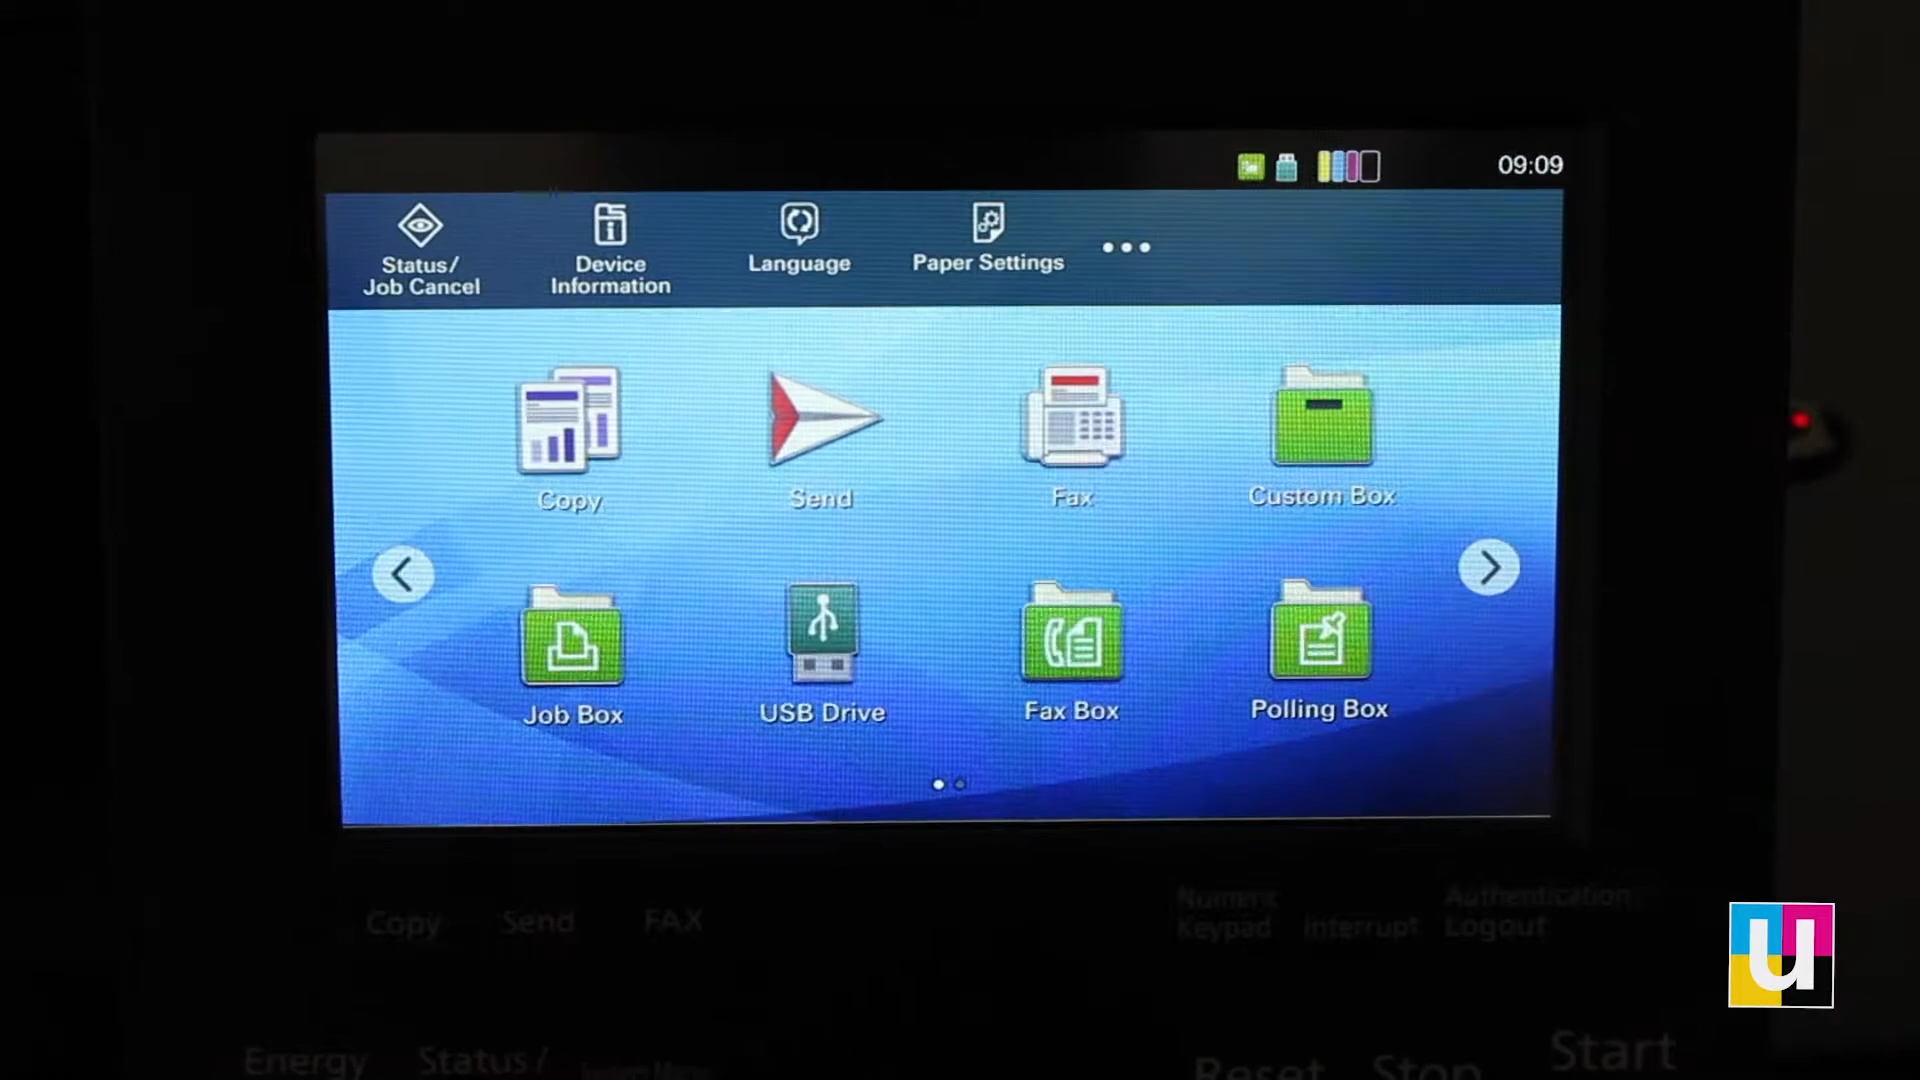 09:09
Status/
Job Cancel
Device
Information
Language
Paper Settings
Copy
Send
Fax
Custom Box
Job Box
USB Drive
Fax Box
Polling Box
Copy
Send
FAX
Numeric
Keypad
Interrupt
Authentication
Logout
u
Energy
Status/
Reset
Stop
Start